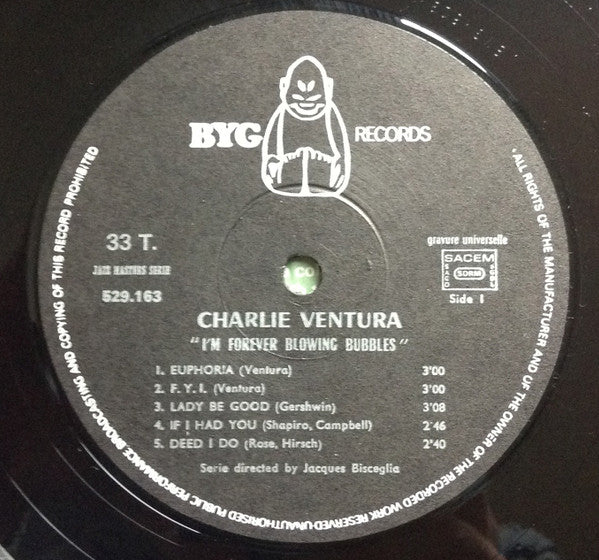 BYG RECORDS
33 T.
JAZZ MASTERS SERIE
529.163
gravure universelle
SACEM
SACD
SDRM
SGDL
Side 1
CO
CHARLIE VENTURA
"I'M FOREVER BLOWING BUBBLES"
1. EUPHORIA (Ventura) 3'00
2. F.Y.I. (Ventura) 3'00
3. LADY BE GOOD (Gershwin) 3'08
4. IF I HAD YOU (Shapiro, Campbell) 2'46
5. DEED I DO (Rose, Hirsch) 2'40
Serie directed by Jacques Bisceglia
• ALL RIGHTS OF THE MANUFACTURER AND OF THE OWNER OF THE RECORDED WORK RESERVED-UNAUTHORISED PUBLIC PERFORMANCE, BROADCASTING AND COPYING OF THIS RECORD PROHIBITED